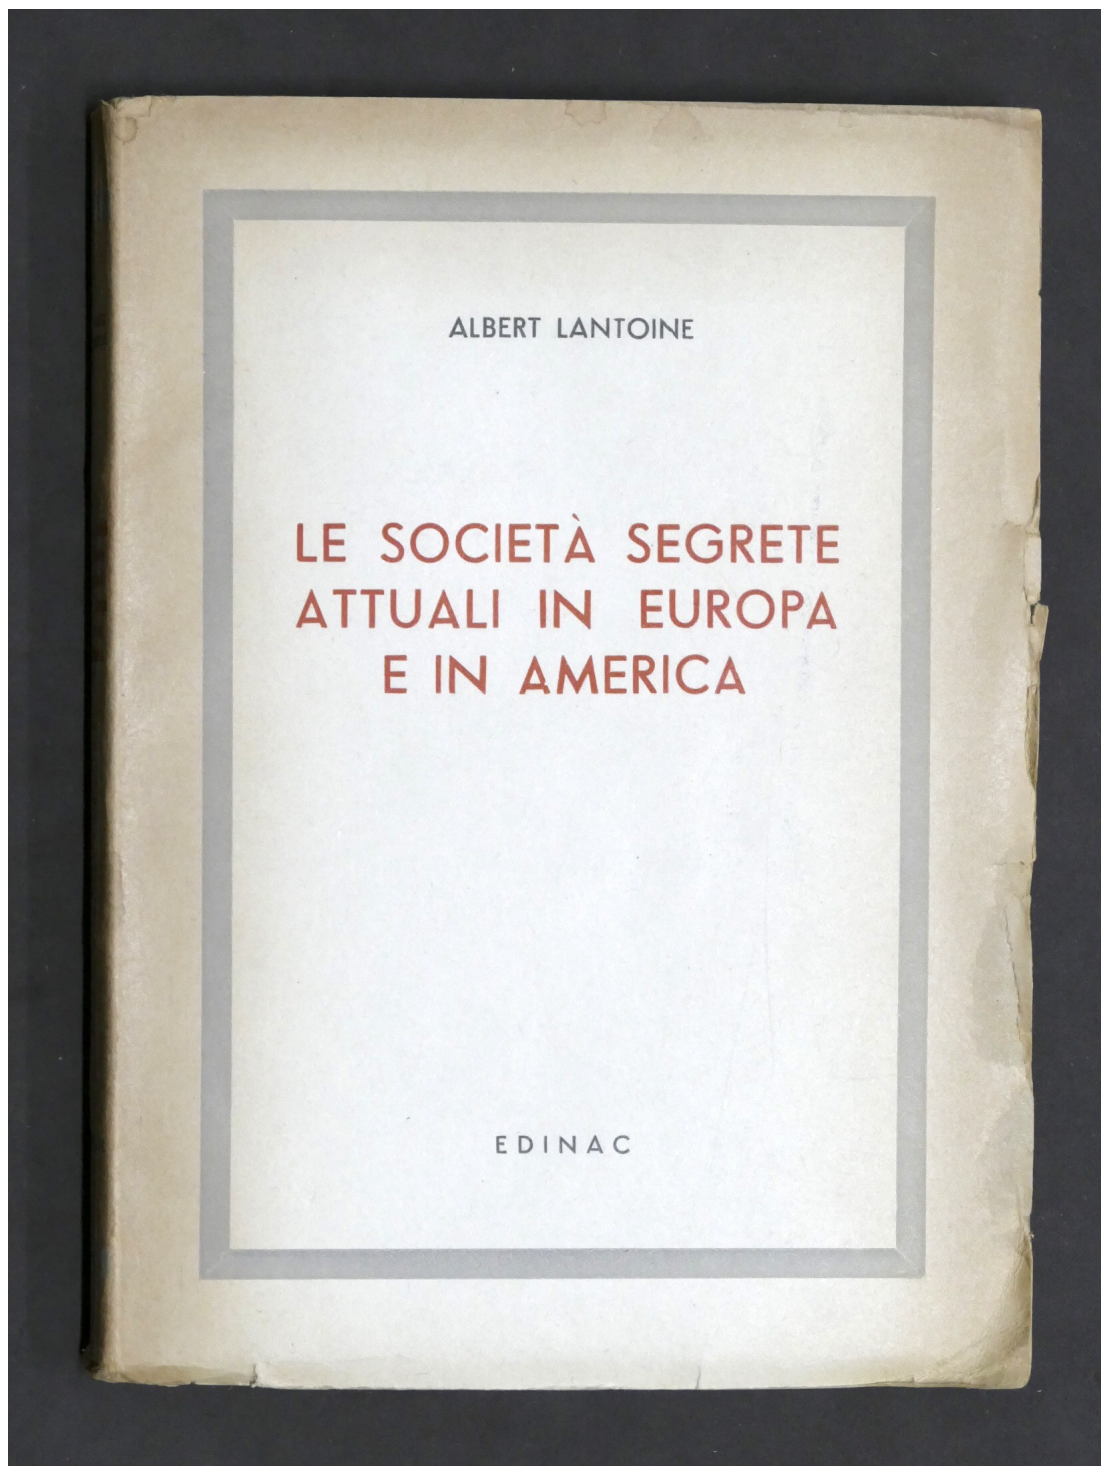 ALBERT LANTOINE
LE SOCIETÀ SEGRETE
ATTUALI IN EUROPA
E IN AMERICA
EDINAC